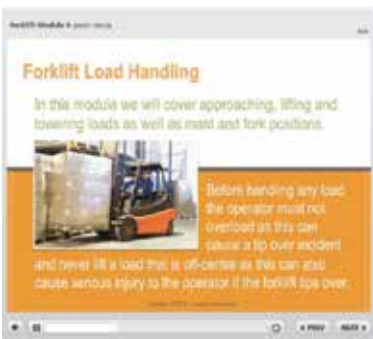 Forklift Module 4
Forklift Load Handling
In this module we will cover approaching, lifting and
lowering loads as well as mast and fork positions.
Before handling any load
the operator must not
overload as this can
cause a tip over incident
and never lift a load that is off-centre as this can also
cause serious injury to the operator if the forklift tips over.
< PREV
NEXT >